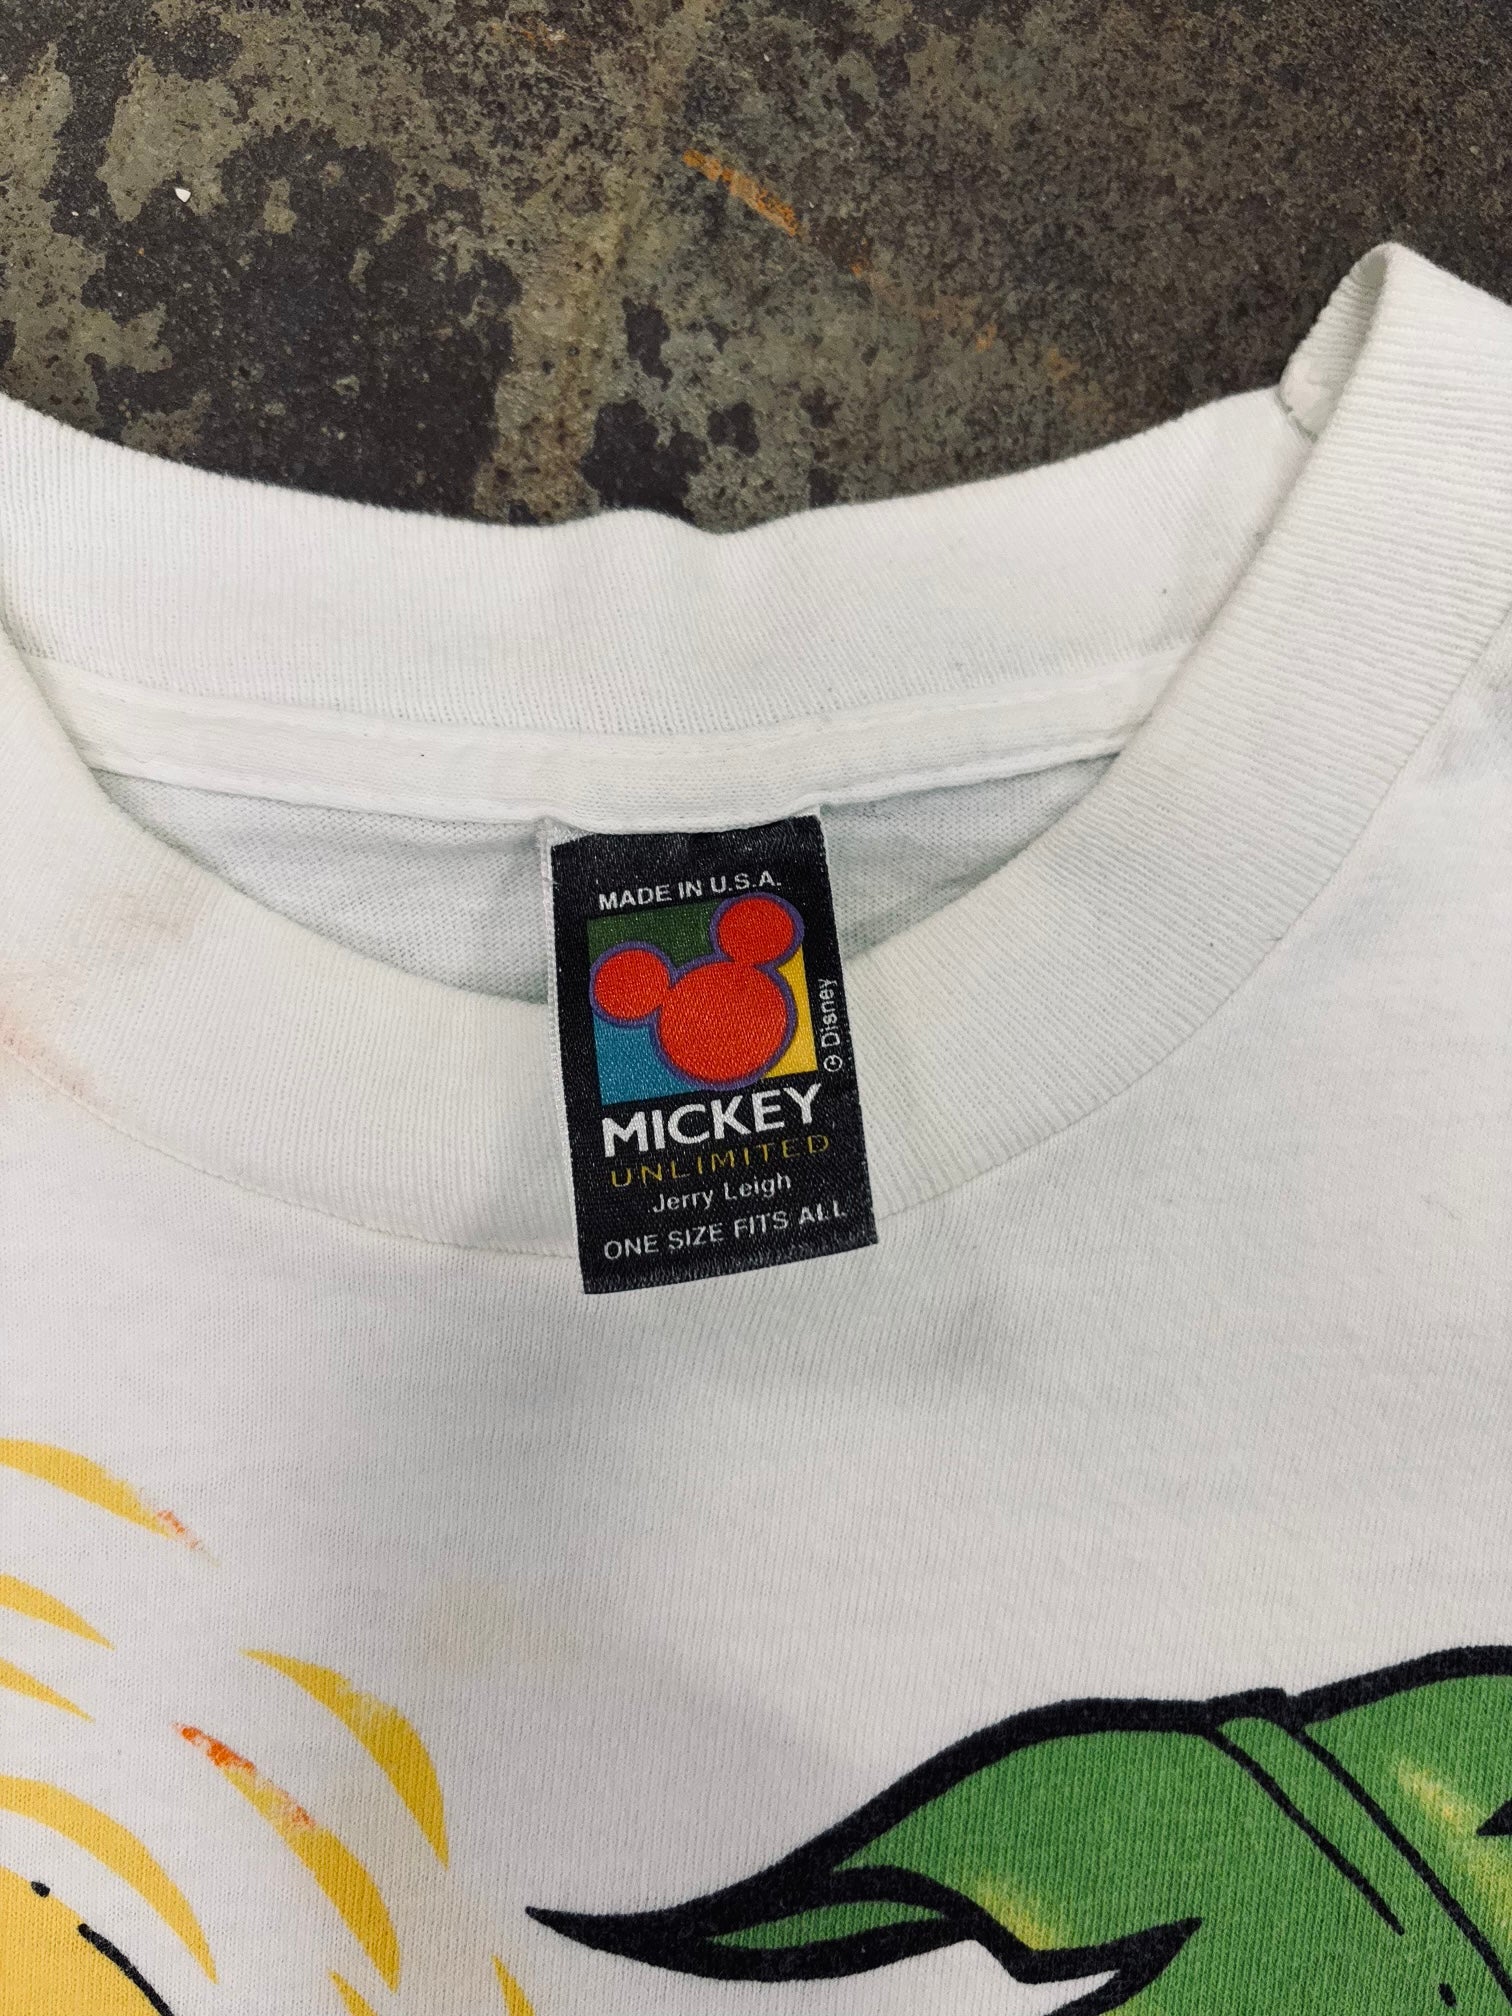 MADE IN U.S.A.
© Disney
MICKEY
UNLIMITED
Jerry Leigh
ONE SIZE FITS ALL